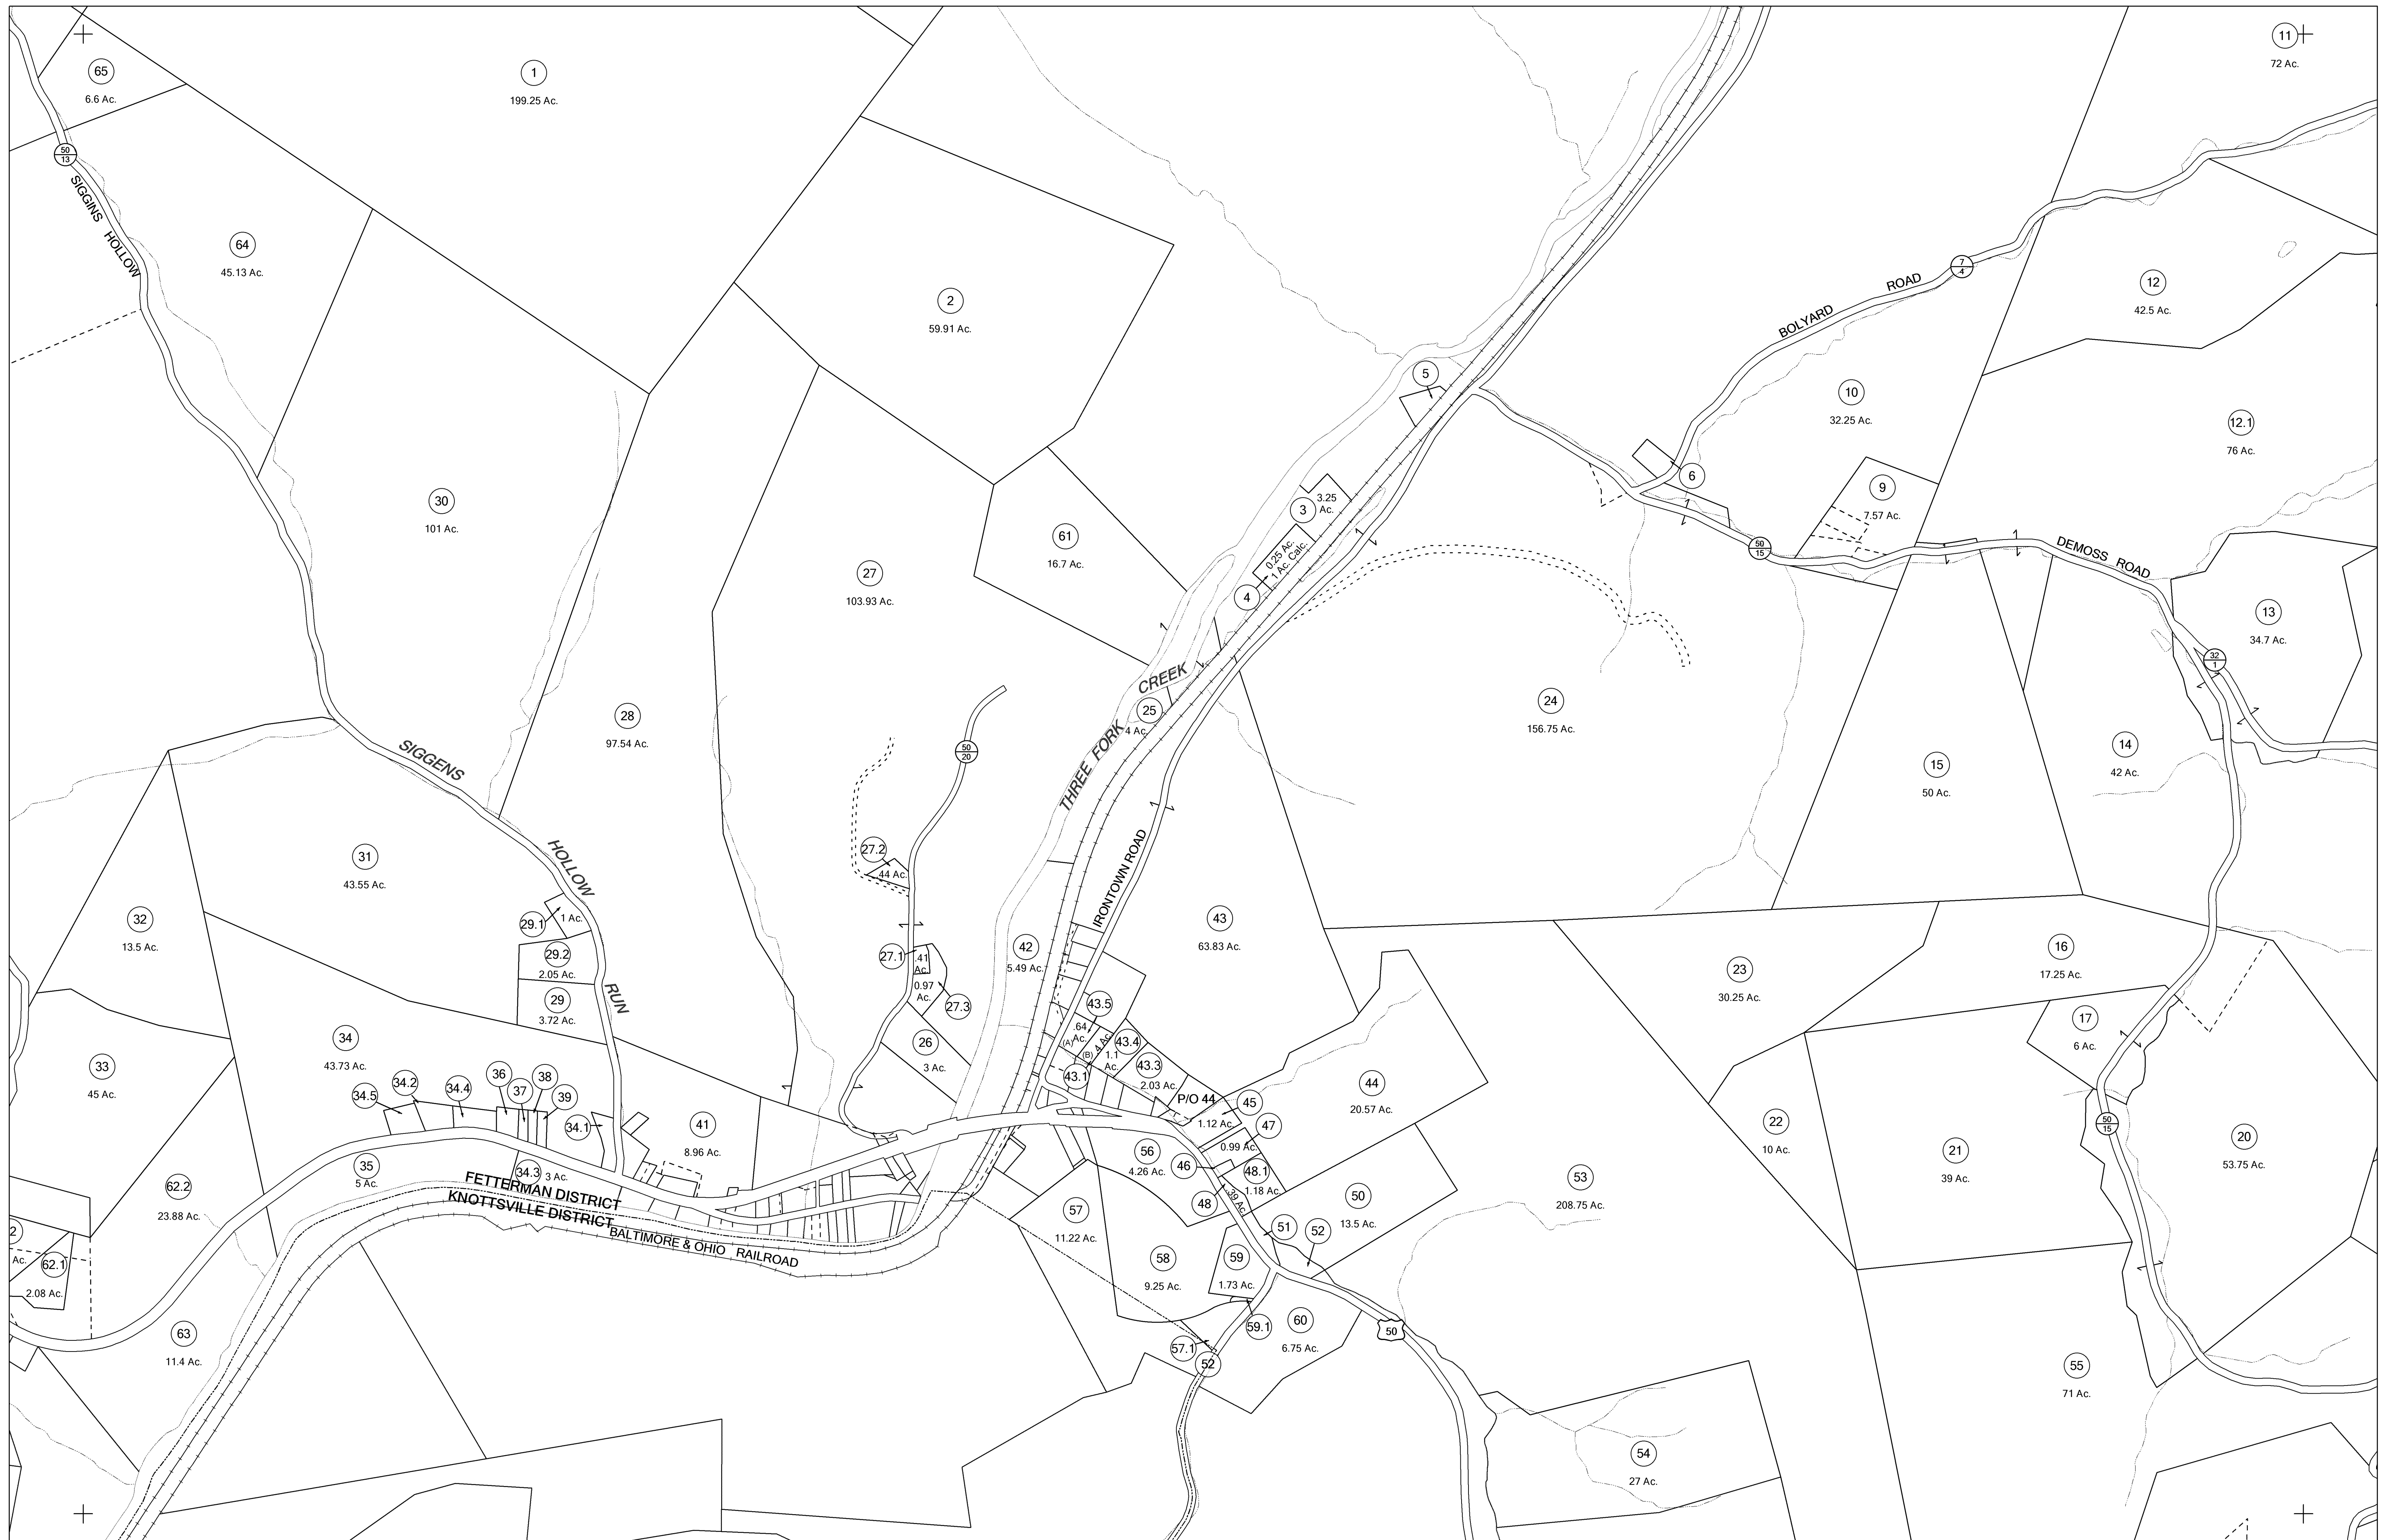 11
72 Ac.
65
6.6 Ac.
1
199.25 Ac.
50
13
SIGGINS HOLLOW
64
45.13 Ac.
7
4
BOLYARD ROAD
12
42.5 Ac.
2
59.91 Ac.
5
10
32.25 Ac.
12.1
76 Ac.
6
9
7.57 Ac.
30
101 Ac.
3
3.25
Ac.
61
16.7 Ac.
0.25 Ac.
1 Ac. Calc.
4
50
15
DEMOSS ROAD
27
103.93 Ac.
13
34.7 Ac.
32
1
CREEK
THREE FORK
25
4 Ac.
24
156.75 Ac.
28
97.54 Ac.
50
20
14
42 Ac.
15
50 Ac.
SIGGENS
HOLLOW
RUN
31
43.55 Ac.
27.2
.44 Ac.
IRONTOWN ROAD
32
13.5 Ac.
29.1
1 Ac.
29.2
2.05 Ac.
29
3.72 Ac.
27.1
.41
Ac.
0.97
Ac.
27.3
42
5.49 Ac.
43
63.83 Ac.
23
30.25 Ac.
16
17.25 Ac.
17
6 Ac.
33
45 Ac.
34
43.73 Ac.
26
3 Ac.
43.5
.64
Ac.
(A)
(B)
.4 Ac.
43.4
1.1
Ac.
43.3
2.03 Ac.
43.1
P/O 44
44
20.57 Ac.
34.5
34.2
34.4
36
37
38
39
34.1
41
8.96 Ac.
45
1.12 Ac.
47
0.99 Ac.
46
48.1
1.18 Ac.
48
.39 Ac.
56
4.26 Ac.
22
10 Ac.
21
39 Ac.
50
15
20
53.75 Ac.
35
5 Ac.
34.3
3 Ac.
62.2
23.88 Ac.
FETTERMAN DISTRICT
KNOTTSVILLE DISTRICT
BALTIMORE & OHIO RAILROAD
2
Ac.
62.1
2.08 Ac.
57
11.22 Ac.
50
13.5 Ac.
53
208.75 Ac.
51
52
58
9.25 Ac.
59
1.73 Ac.
59.1
60
6.75 Ac.
57.1
52
50
63
11.4 Ac.
55
71 Ac.
54
27 Ac.